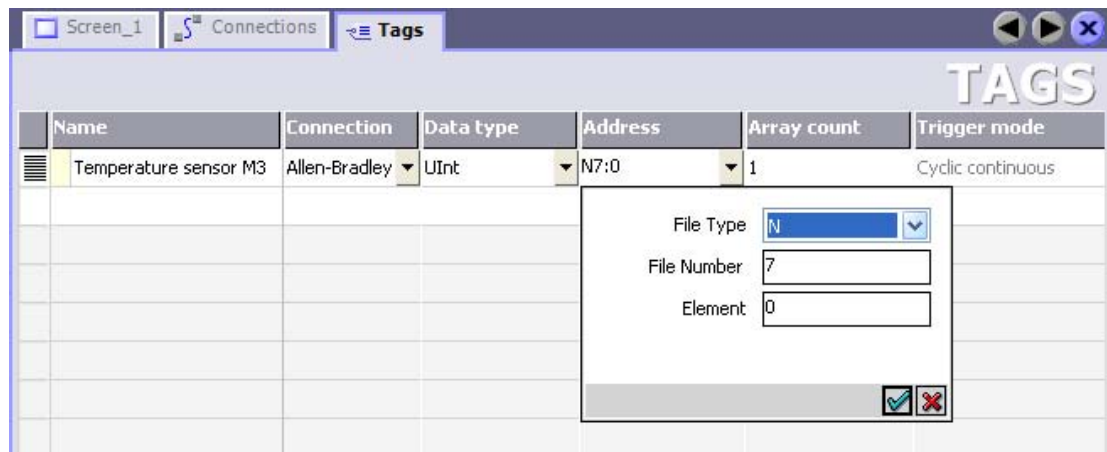 Screen_1 Connections Tags
TAGS
Name Connection Data type Address Array count Trigger mode
Temperature sensor M3 Allen-Bradley UInt N7:0 1 Cyclic continuous
File Type N
File Number 7
Element 0